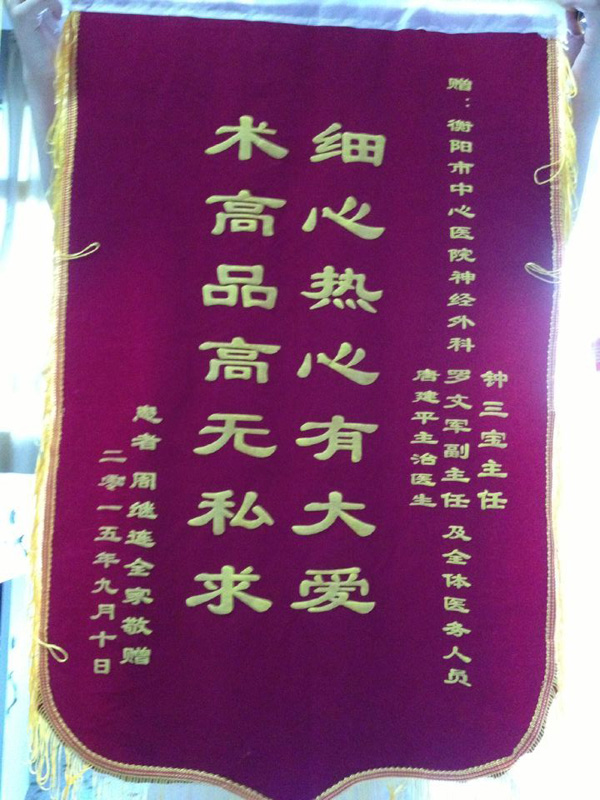 赠：衡阳市中心医院神经外科
钟三宝主任
罗文军副主任
唐建平主治医生
及全体医务人员
细心热心有大爱
术高品高无私求
患者 周继连全家敬赠
二零一五年九月十日